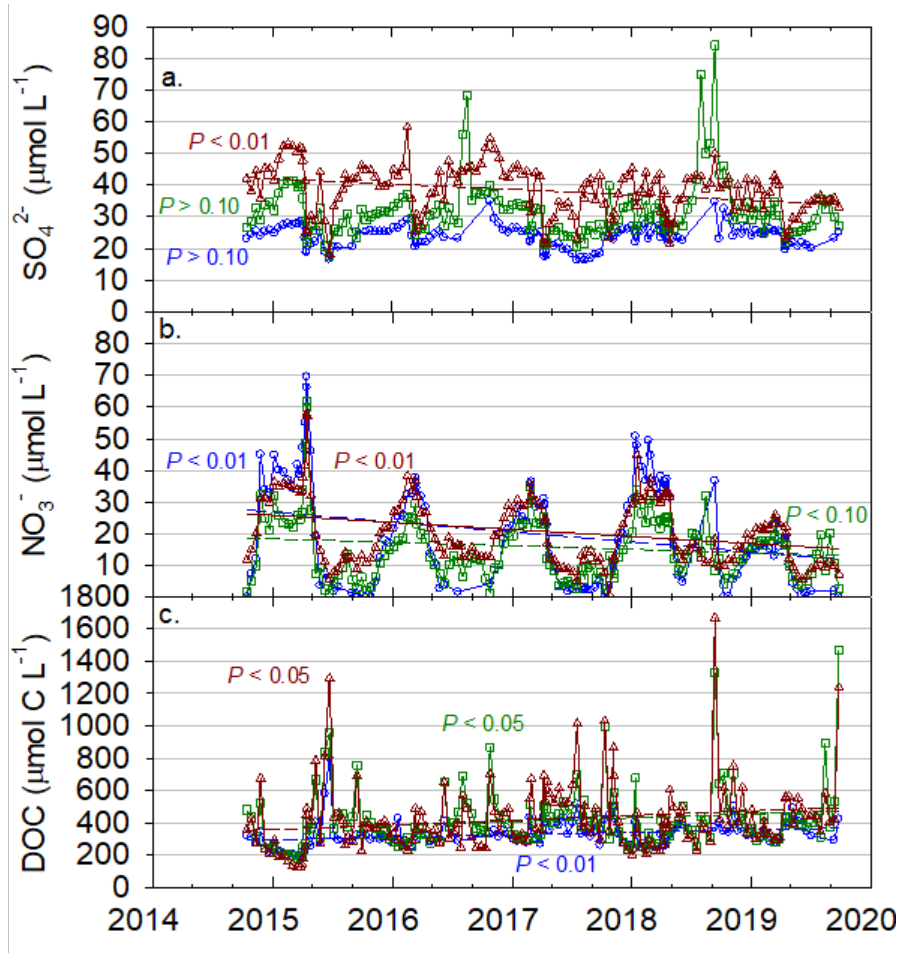 90
80
70
60
50
40
30
20
10
0
SO₄²⁻ (µmol L⁻¹)
a.
P < 0.01
P > 0.10
P > 0.10
80
70
60
50
40
30
20
10
NO₃⁻ (µmol L⁻¹)
b.
P < 0.01
P < 0.01
P < 0.10
1800
1600
1400
1200
1000
800
600
400
200
0
DOC (µmol C L⁻¹)
c.
P < 0.05
P < 0.05
P < 0.01
2014 2015 2016 2017 2018 2019 2020